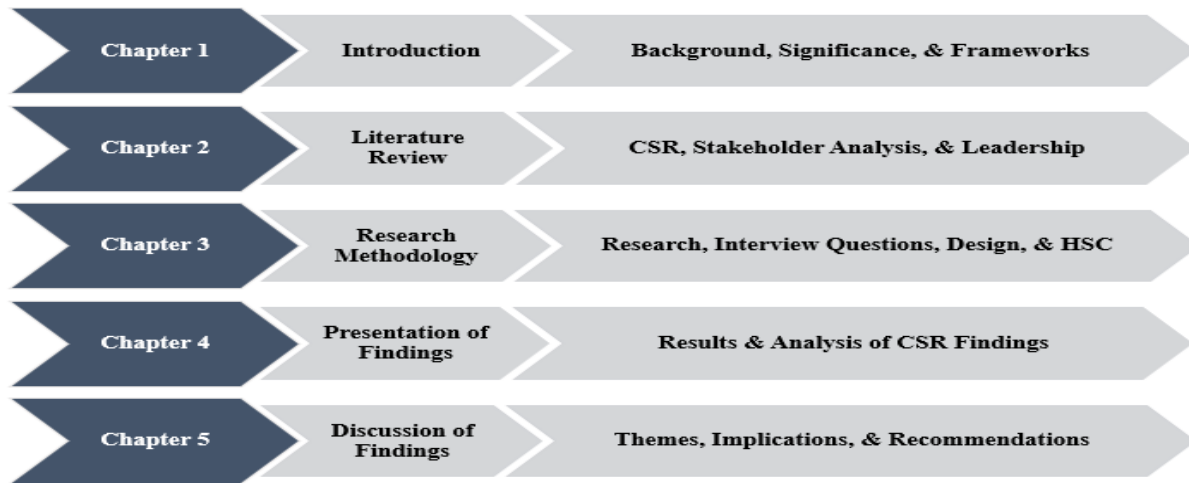 Chapter 1
Introduction
Background, Significance, & Frameworks
Chapter 2
Literature
Review
CSR, Stakeholder Analysis, & Leadership
Chapter 3
Research
Methodology
Research, Interview Questions, Design, & HSC
Chapter 4
Presentation of
Findings
Results & Analysis of CSR Findings
Chapter 5
Discussion of
Findings
Themes, Implications, & Recommendations